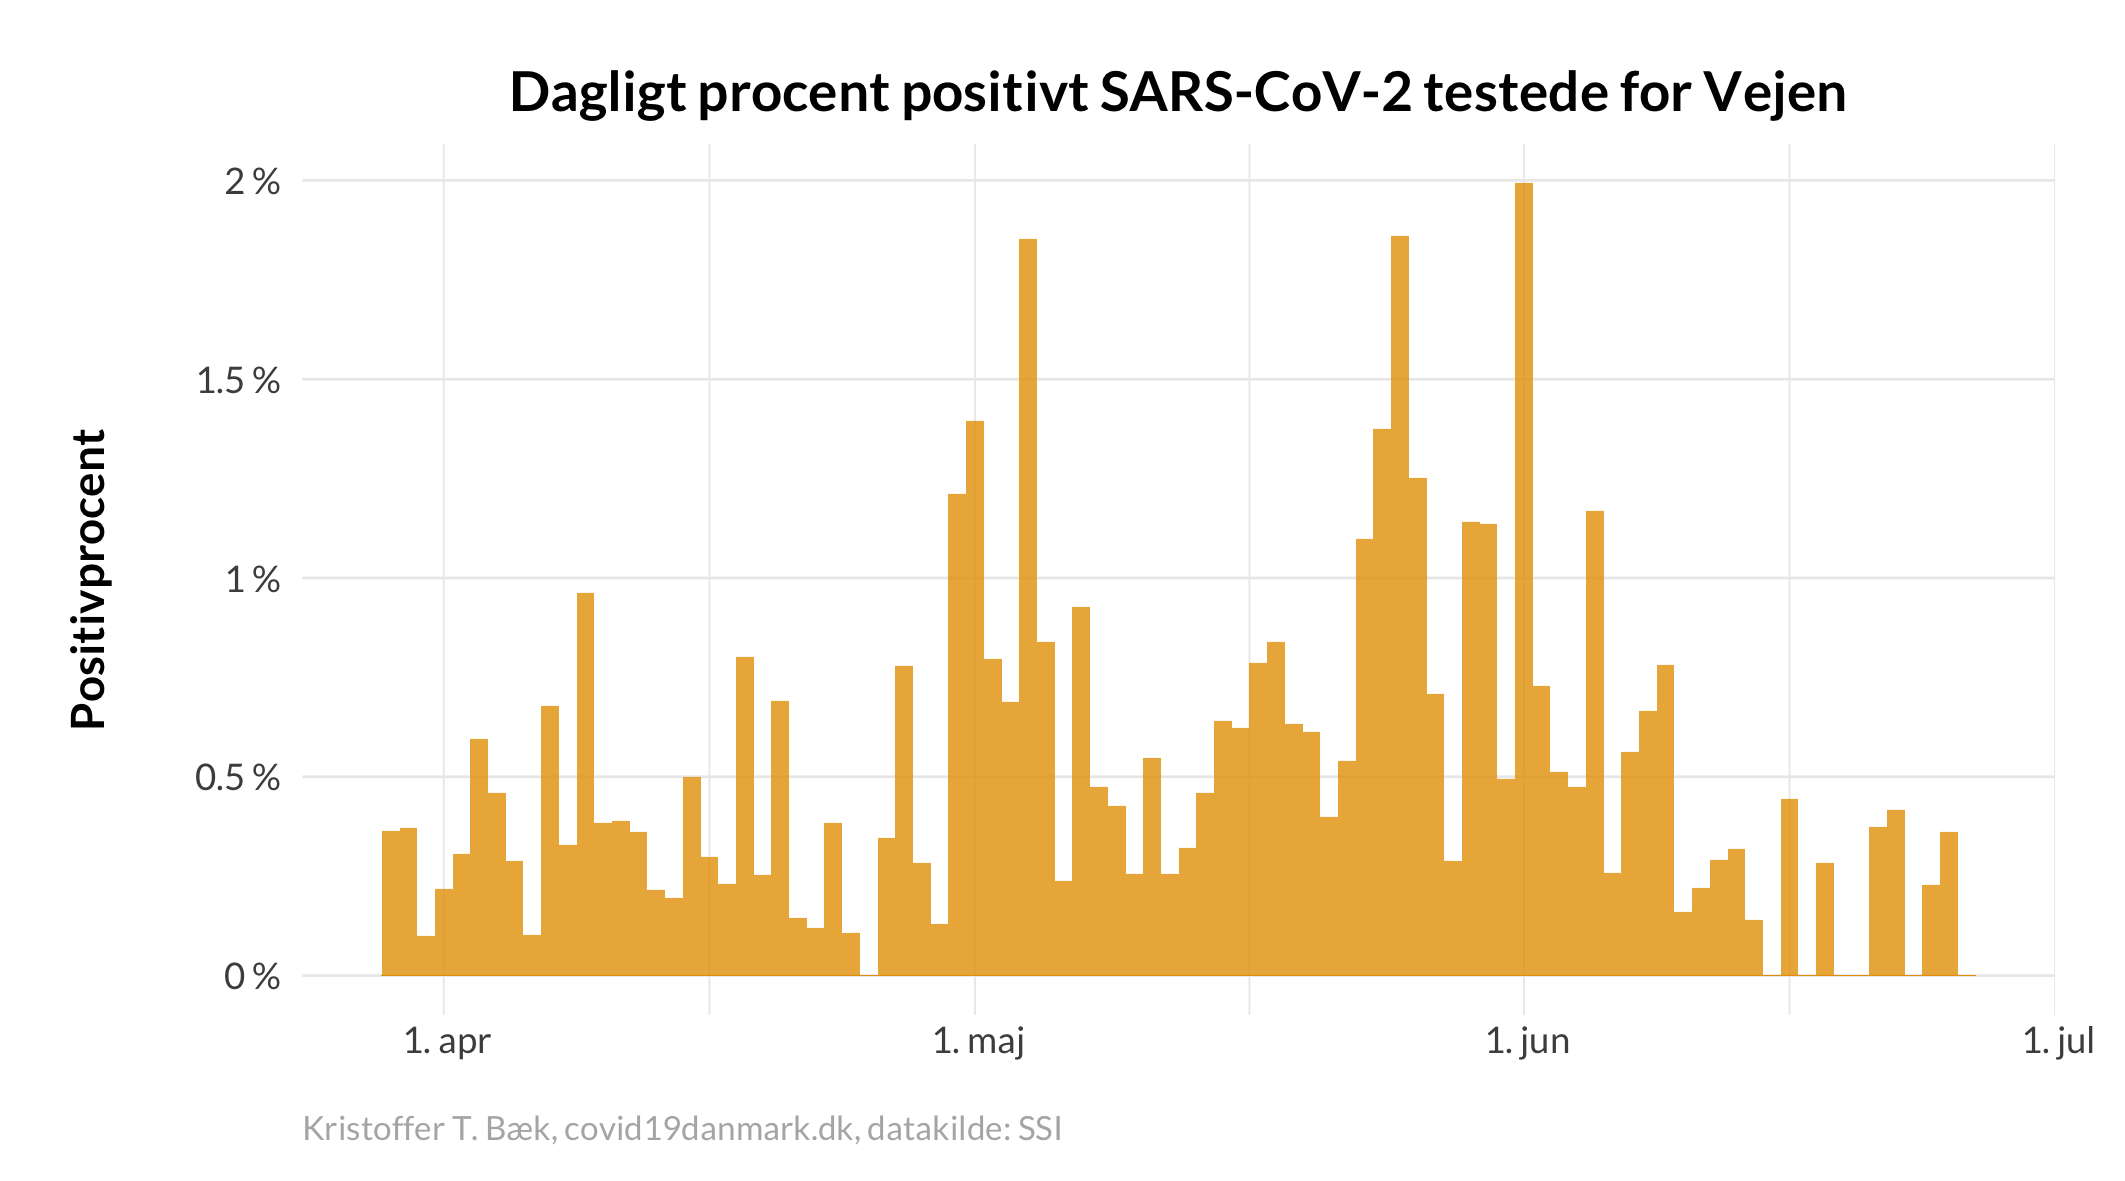 Dagligt procent positivt SARS-CoV-2 testede for Vejen
Positivprocent
2 %
1.5 %
1 %
0.5 %
0 %
1. apr
1. maj
1. jun
1. jul
Kristoffer T. Bæk, covid19danmark.dk, datakilde: SSI